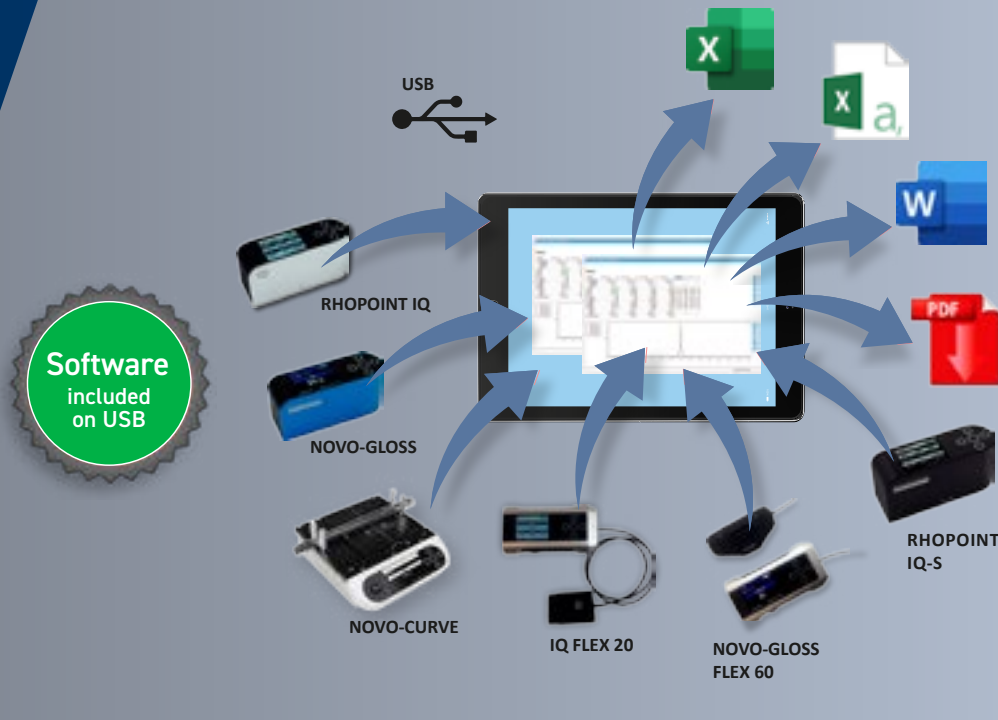 X
USB
X
a,
W
RHOPOINT IQ
PDF
Software
included
on USB
NOVO-GLOSS
RHOPOINT
IQ-S
NOVO-CURVE
IQ FLEX 20
NOVO-GLOSS
FLEX 60